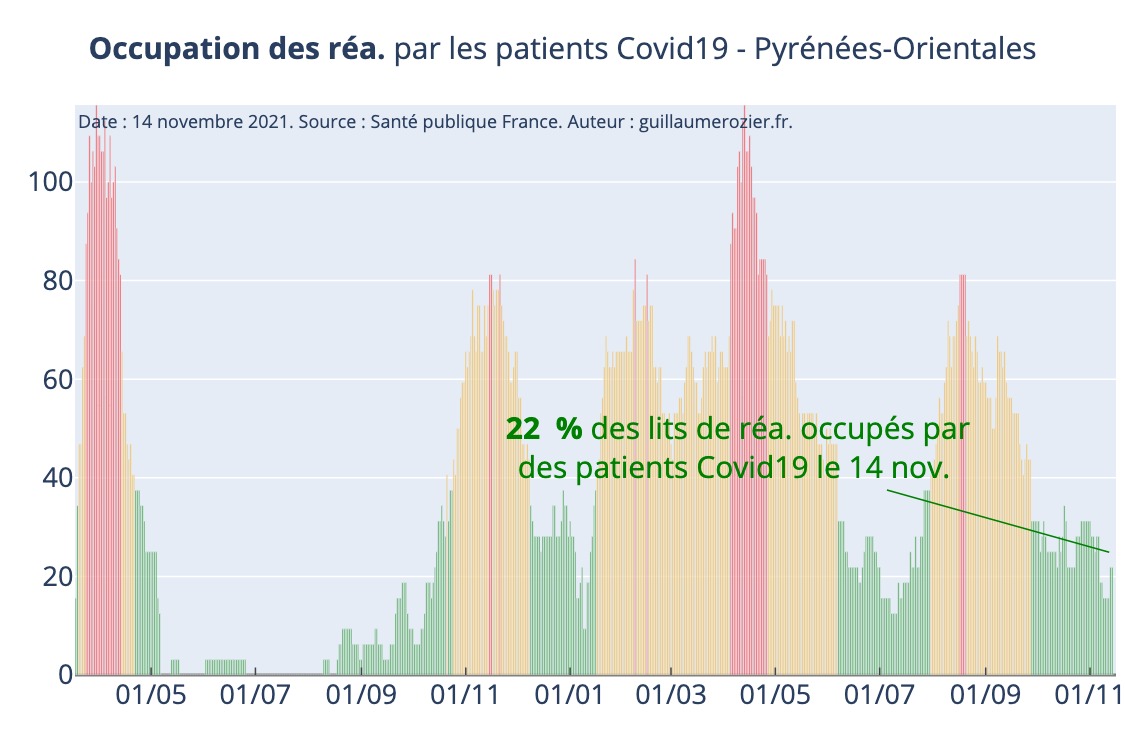 Occupation des réa. par les patients Covid19 - Pyrénées-Orientales
Date : 14 novembre 2021. Source : Santé publique France. Auteur : guillaumerozier.fr.
100
80
60
40
20
0
22 % des lits de réa. occupés par
des patients Covid19 le 14 nov.
01/05 01/07 01/09 01/11 01/01 01/03 01/05 01/07 01/09 01/11